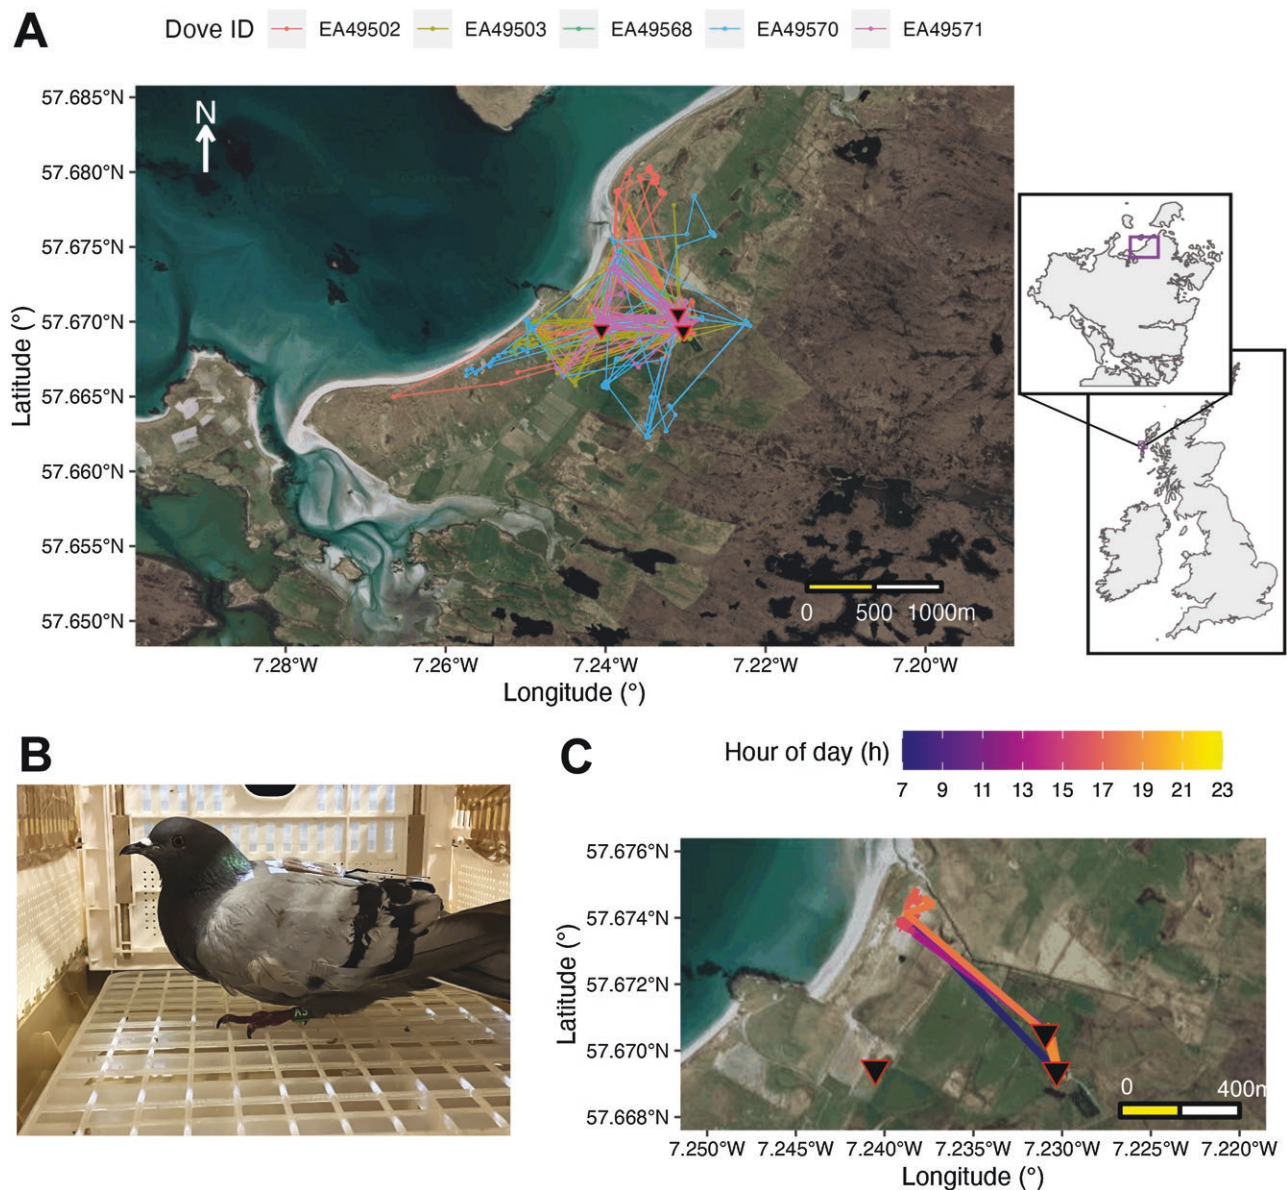 A
Dove ID EA49502 EA49503 EA49568 EA49570 EA49571
57.685°N
57.680°N
57.675°N
57.670°N
57.665°N
57.660°N
57.655°N
57.650°N
Latitude (°)
N
0 500 1000m
7.28°W 7.26°W 7.24°W 7.22°W 7.20°W
Longitude (°)
B
C
Hour of day (h)
7 9 11 13 15 17 19 21 23
57.676°N
57.674°N
57.672°N
57.670°N
57.668°N
Latitude (°)
0 400m
7.250°W 7.245°W 7.240°W 7.235°W 7.230°W 7.225°W 7.220°W
Longitude (°)